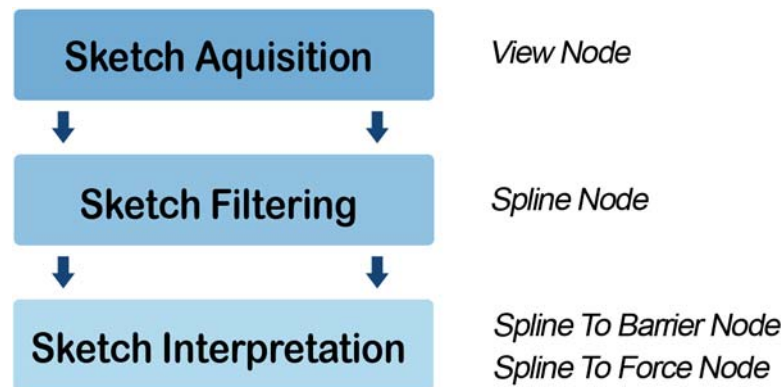 Sketch Aquisition
View Node
Sketch Filtering
Spline Node
Sketch Interpretation
Spline To Barrier Node
Spline To Force Node